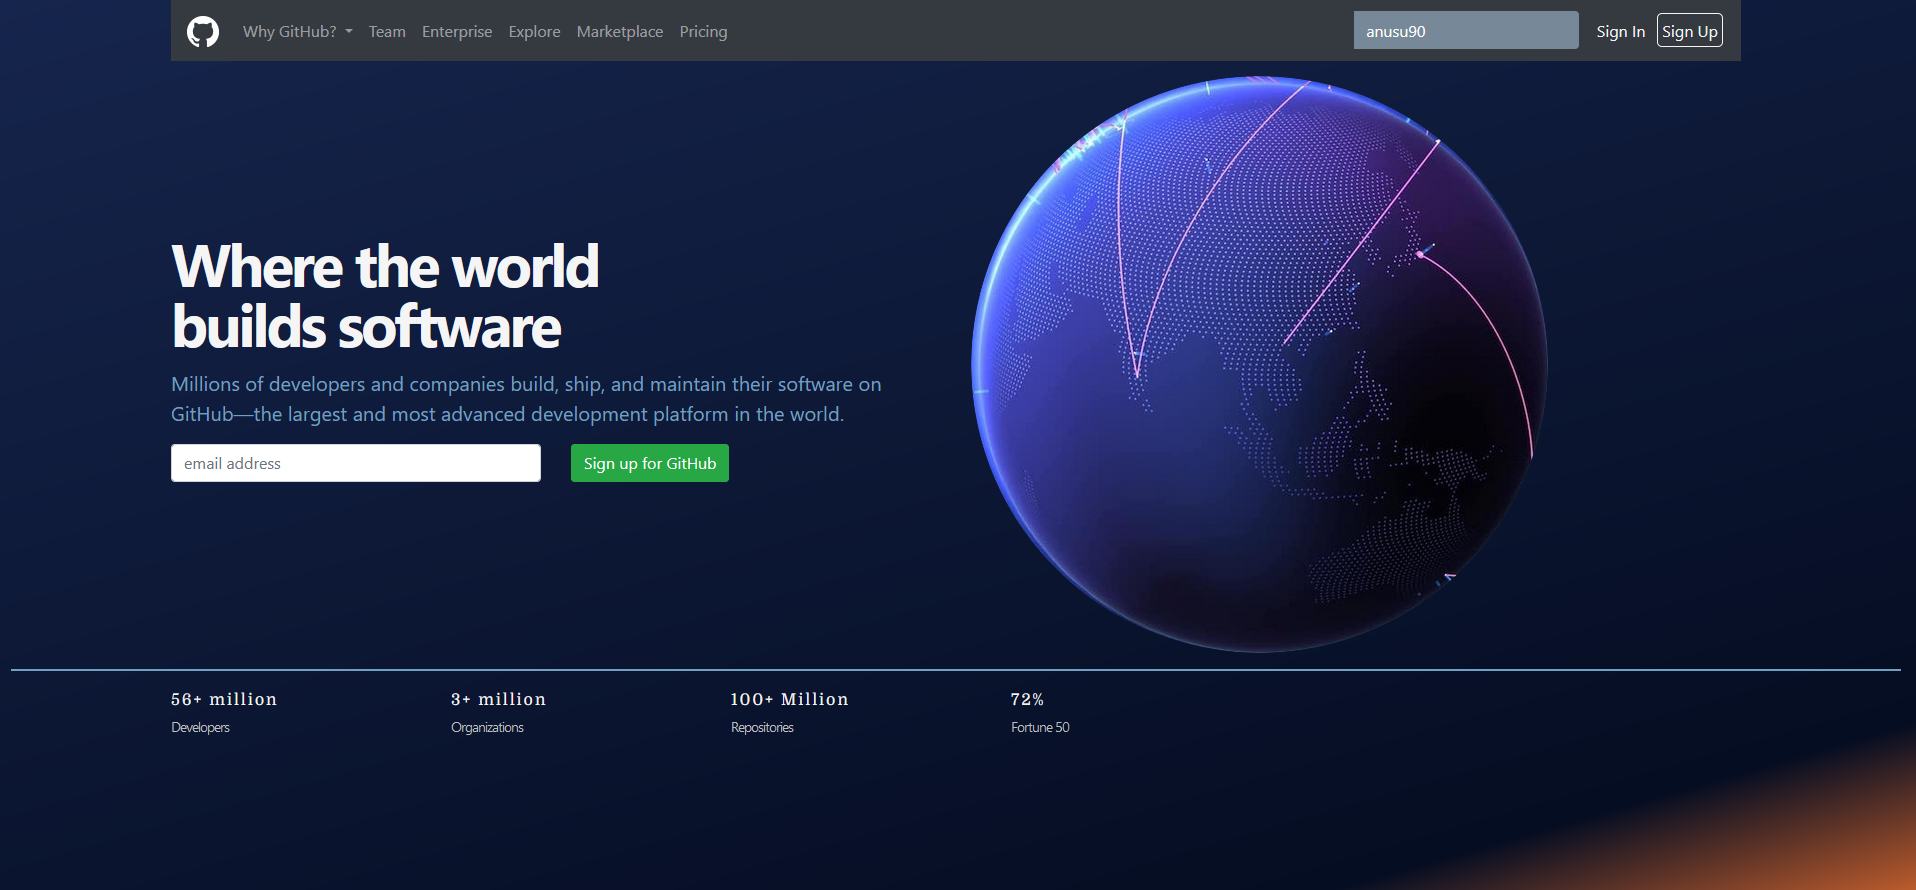 Why GitHub? Team Enterprise Explore Marketplace Pricing anusu90 Sign In Sign Up
Where the world
builds software
Millions of developers and companies build, ship, and maintain their software on
GitHub—the largest and most advanced development platform in the world.
email address Sign up for GitHub
56+ million 3+ million 100+ Million 72%
Developers Organizations Repositories Fortune 50